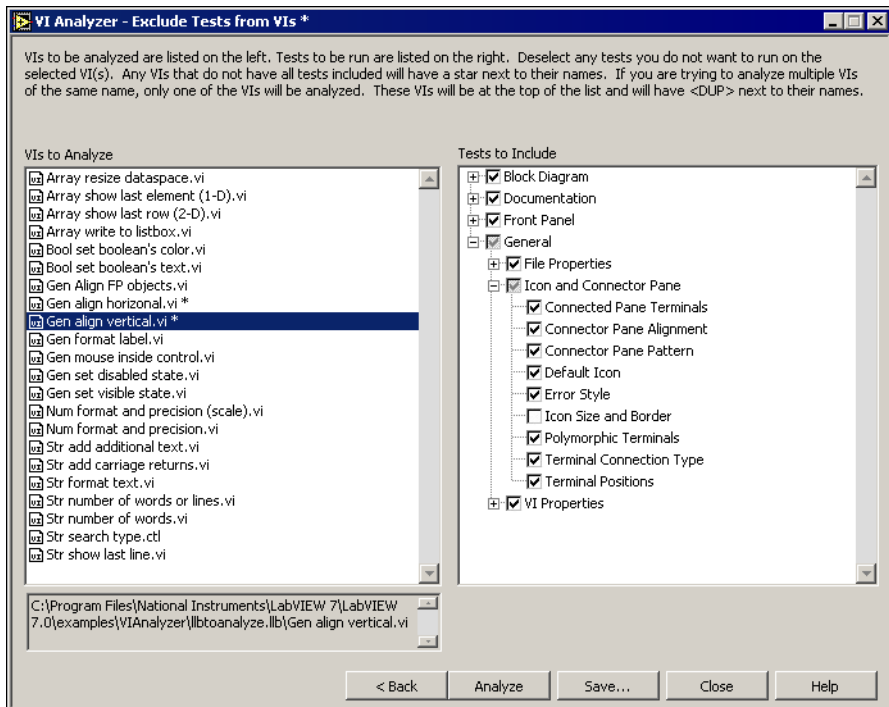 VI Analyzer - Exclude Tests from VIs *
VIs to be analyzed are listed on the left. Tests to be run are listed on the right. Deselect any tests you do not want to run on the
selected VI(s). Any VIs that do not have all tests included will have a star next to their names. If you are trying to analyze multiple VIs
of the same name, only one of the VIs will be analyzed. These VIs will be at the top of the list and will have <DUP> next to their names.
VIs to Analyze
Array resize dataspace.vi
Array show last element (1-D).vi
Array show last row (2-D).vi
Array write to listbox.vi
Bool set boolean's color.vi
Bool set boolean's text.vi
Gen Align FP objects.vi
Gen align horizonal.vi *
Gen align vertical.vi *
Gen format label.vi
Gen mouse inside control.vi
Gen set disabled state.vi
Gen set visible state.vi
Num format and precision (scale).vi
Num format and precision.vi
Str add additional text.vi
Str add carriage returns.vi
Str format text.vi
Str number of words or lines.vi
Str number of words.vi
Str search type.ctl
Str show last line.vi
C:\Program Files\National Instruments\LabVIEW 7\LabVIEW
7.0\examples\VIAnalyzer\llbtoanalyze.llb\Gen align vertical.vi
Tests to Include
Block Diagram
Documentation
Front Panel
General
File Properties
Icon and Connector Pane
Connected Pane Terminals
Connector Pane Alignment
Connector Pane Pattern
Default Icon
Error Style
Icon Size and Border
Polymorphic Terminals
Terminal Connection Type
Terminal Positions
VI Properties
< Back
Analyze
Save...
Close
Help